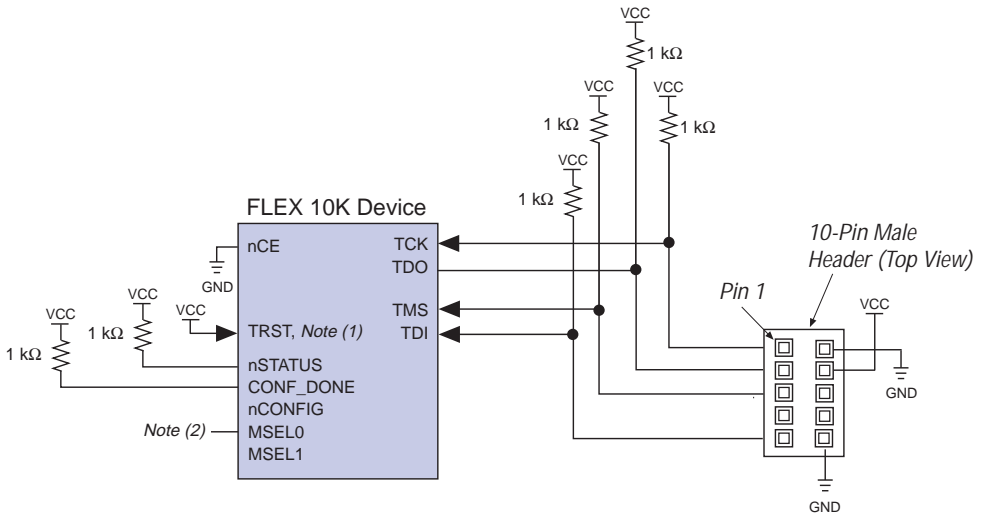 VCC
1 kΩ
VCC
1 kΩ
VCC
1 kΩ
VCC
1 kΩ
FLEX 10K Device
nCE
GND
TCK
TDO
TMS
TDI
VCC
TRST, Note (1)
VCC
1 kΩ
nSTATUS
VCC
1 kΩ
CONF_DONE
nCONFIG
Note (2)
MSEL0
MSEL1
10-Pin Male
Header (Top View)
Pin 1
VCC
GND
GND